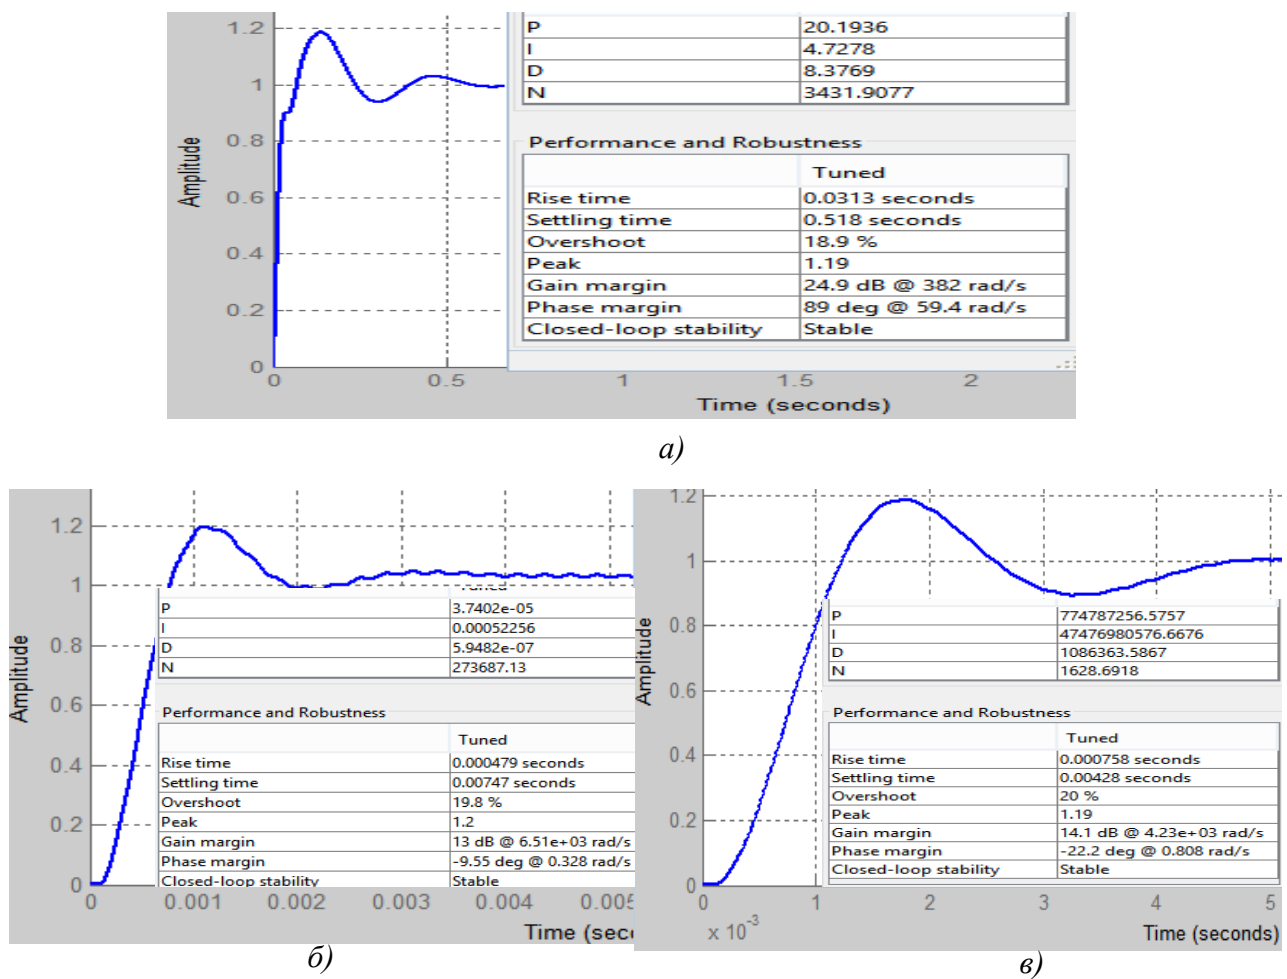 1.2
1
0.8
0.6
0.4
0.2
0
Amplitude
0
0.5
1
1.5
2
Time (seconds)
P 20.1936
I 4.7278
D 8.3769
N 3431.9077
Performance and Robustness
Tuned
Rise time 0.0313 seconds
Settling time 0.518 seconds
Overshoot 18.9 %
Peak 1.19
Gain margin 24.9 dB @ 382 rad/s
Phase margin 89 deg @ 59.4 rad/s
Closed-loop stability Stable
а)
1.2
1
0.8
0.6
0.4
0.2
0
Amplitude
0 0.001 0.002 0.003 0.004 0.005
Time (sec
Tuned
P 3.7402e-05
I 0.00052256
D 5.9482e-07
N 273687.13
Performance and Robustness
Tuned
Rise time 0.000479 seconds
Settling time 0.00747 seconds
Overshoot 19.8 %
Peak 1.2
Gain margin 13 dB @ 6.51e+03 rad/s
Phase margin -9.55 deg @ 0.328 rad/s
Closed-loop stability Stable
б)
1.2
1
0.8
0.6
0.4
0.2
0
Amplitude
0 1 2 3 4 5
x 10^-3
Time (seconds)
P 774787256.5757
I 47476980576.6676
D 1086363.5867
N 1628.6918
Performance and Robustness
Tuned
Rise time 0.000758 seconds
Settling time 0.00428 seconds
Overshoot 20 %
Peak 1.19
Gain margin 14.1 dB @ 4.23e+03 rad/s
Phase margin -22.2 deg @ 0.808 rad/s
Closed-loop stability Stable
в)